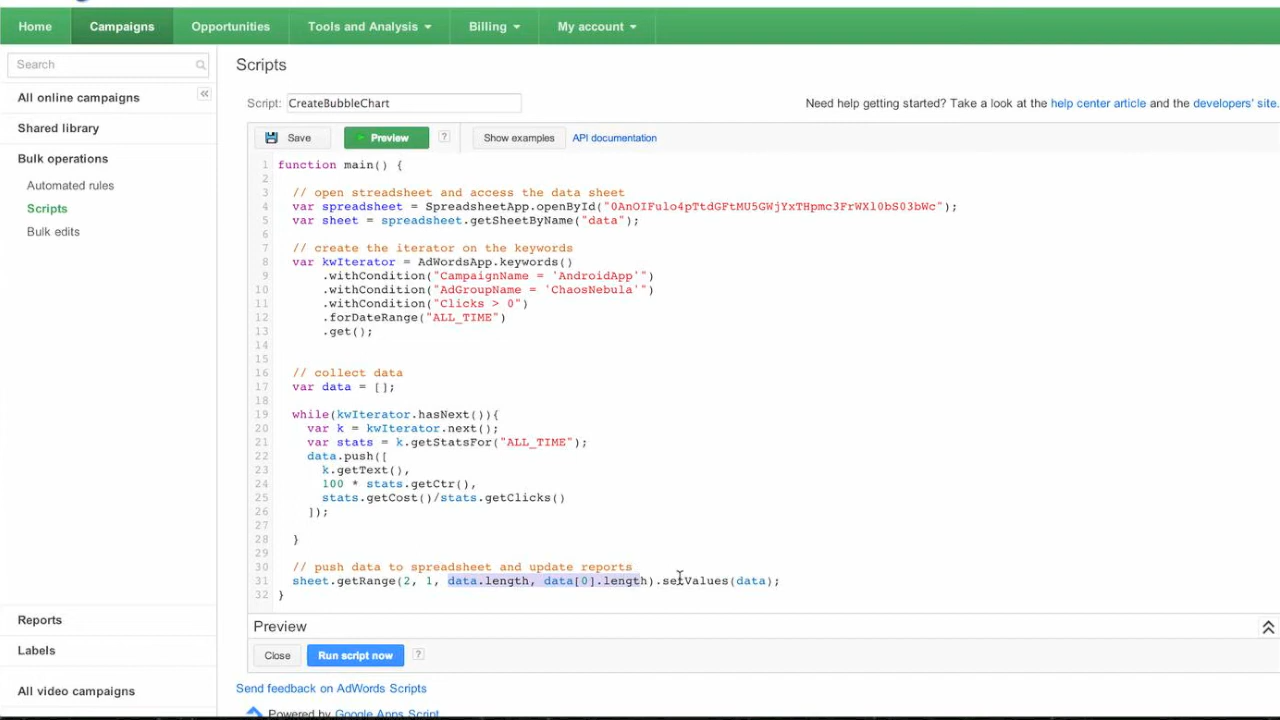 Home Campaigns Opportunities Tools and Analysis Billing My account
Search
All online campaigns
Shared library
Bulk operations
Automated rules
Scripts
Bulk edits
Reports
Labels
All video campaigns
Scripts
Script: CreateBubbleChart
Need help getting started? Take a look at the help center article and the developers' site.
Save Preview ? Show examples API documentation
1 function main() {
2
3 // open streadsheet and access the data sheet
4 var spreadsheet = SpreadsheetApp.openById("0AnOIFulo4pTtdGFtMU5GWjYxTHpmc3FrWXl0bS03bWc");
5 var sheet = spreadsheet.getSheetByName("data");
6
7 // create the iterator on the keywords
8 var kwIterator = AdWordsApp.keywords()
9 .withCondition("CampaignName = 'AndroidApp'")
10 .withCondition("AdGroupName = 'ChaosNebula'")
11 .withCondition("Clicks > 0")
12 .forDateRange("ALL_TIME")
13 .get();
14
15
16 // collect data
17 var data = [];
18
19 while(kwIterator.hasNext()){
20 var k = kwIterator.next();
21 var stats = k.getStatsFor("ALL_TIME");
22 data.push([
23 k.getText(),
24 100 * stats.getCtr(),
25 stats.getCost()/stats.getClicks()
26 ]);
27
28 }
29
30 // push data to spreadsheet and update reports
31 sheet.getRange(2, 1, data.length, data[0].length).setValues(data);
32 }
Preview
Close Run script now ?
Send feedback on AdWords Scripts
Powered by Google Apps Script